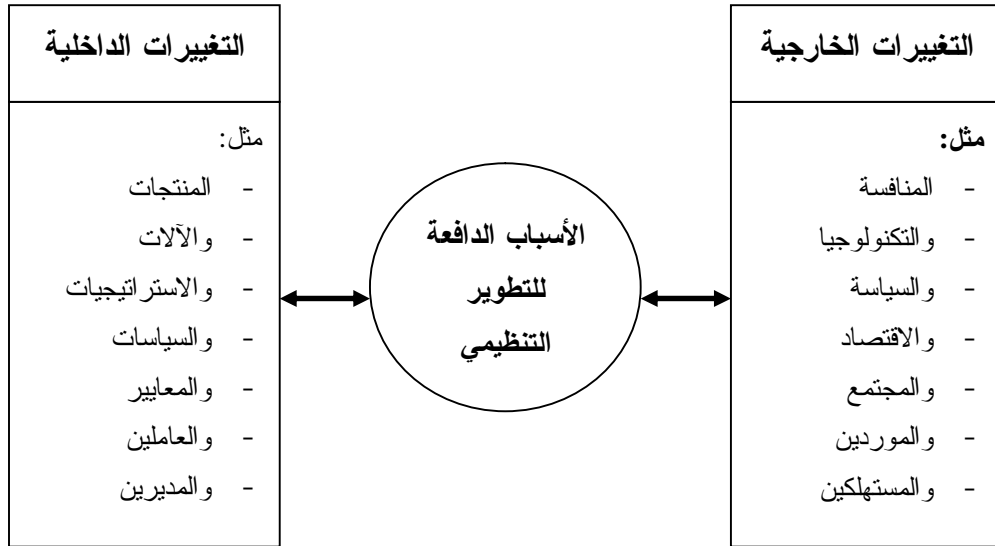 التغييرات الخارجية
مثل:
- المنافسة
- والتكنولوجيا
- والسياسة
- والاقتصاد
- والمجتمع
- والموردين
- والمستهلكين
الأسباب الدافعة
للتطوير
التنظيمي
التغييرات الداخلية
مثل:
- المنتجات
- والآلات
- والاستراتيجيات
- والسياسات
- والمعايير
- والعاملين
- والمديرين